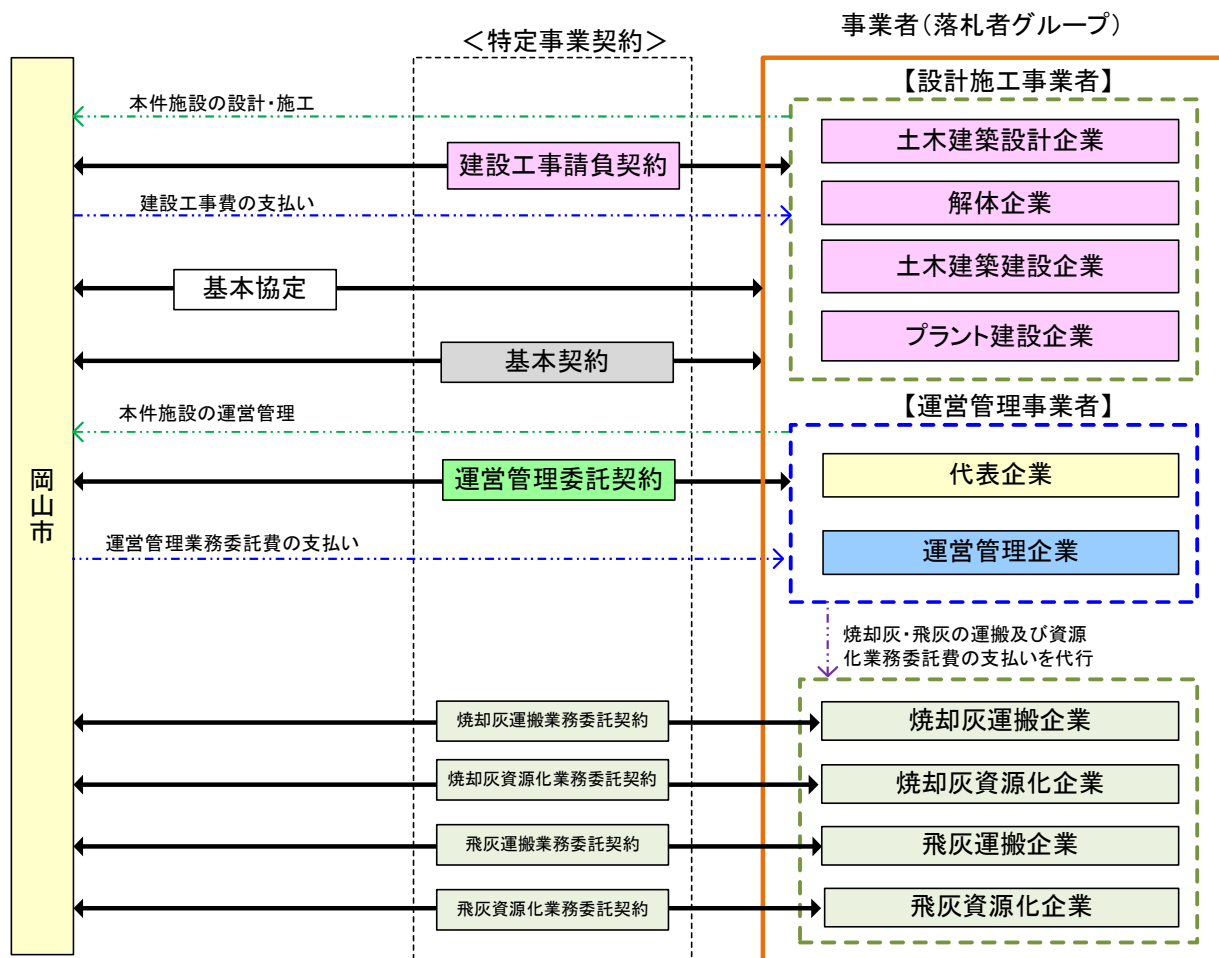 事業者(落札者グループ)
<特定事業契約>
【設計施工事業者】
本件施設の設計・施工
土木建築設計企業
建設工事請負契約
建設工事費の支払い
解体企業
土木建築建設企業
基本協定
プラント建設企業
基本契約
【運営管理事業者】
本件施設の運営管理
岡山市
運営管理委託契約
代表企業
運営管理業務委託費の支払い
運営管理企業
焼却灰・飛灰の運搬及び資源
化業務委託費の支払いを代行
焼却灰運搬業務委託契約
焼却灰運搬企業
焼却灰資源化業務委託契約
焼却灰資源化企業
飛灰運搬業務委託契約
飛灰運搬企業
飛灰資源化業務委託契約
飛灰資源化企業